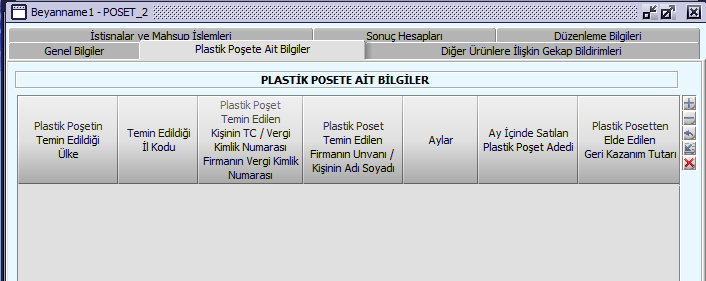 Beyanname1 - POSET_2
İstisnalar ve Mahsup İşlemleri
Sonuç Hesapları
Düzenleme Bilgileri
Genel Bilgiler
Plastik Poşete Ait Bilgiler
Diğer Ürünlere İlişkin Gekap Bildirimleri
PLASTİK POSETE AİT BİLGİLER
Plastik Poşetin
Temin Edildiği
Ülke
Temin Edildiği
İl Kodu
Plastik Poşet
Temin Edilen
Kişinin TC / Vergi
Kimlik Numarası
Firmanın Vergi Kimlik
Numarası
Plastik Poset
Temin Edilen
Firmanın Unvanı /
Kişinin Adı Soyadı
Aylar
Ay İçinde Satılan
Plastik Poşet Adedi
Plastik Posetten
Elde Edilen
Geri Kazanım Tutarı